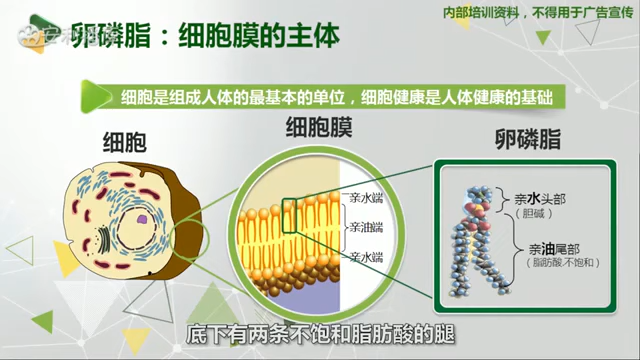 内部培训资料，不得用于广告宣传
卵磷脂：细胞膜的主体
细胞是组成人体的最基本的单位，细胞健康是人体健康的基础
细胞
细胞膜
卵磷脂
亲水端
亲油端
亲水端
亲水头部
（胆碱）
亲油尾部
（脂肪酸.不饱和）
底下有两条不饱和脂肪酸的腿